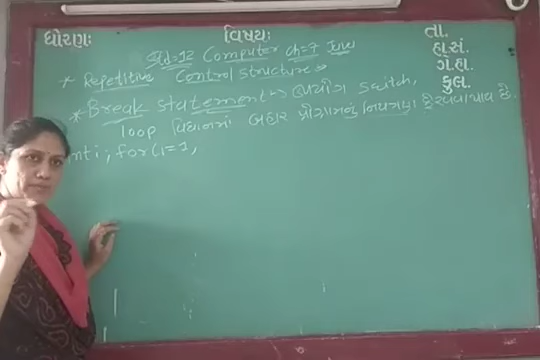 ધોરણઃ વિષયઃ તા.
હા.સં.
ગે.હા.
કુલ.
Std=12 Computer ch=7 Java
* Repetitive Control structure
* Break statement ઉપયોગ switch,
loop વિધાનમાં બહાર પ્રોગ્રામનું નિયંત્રણ ફેરવવા થાય છે.
int i; for(i=1,